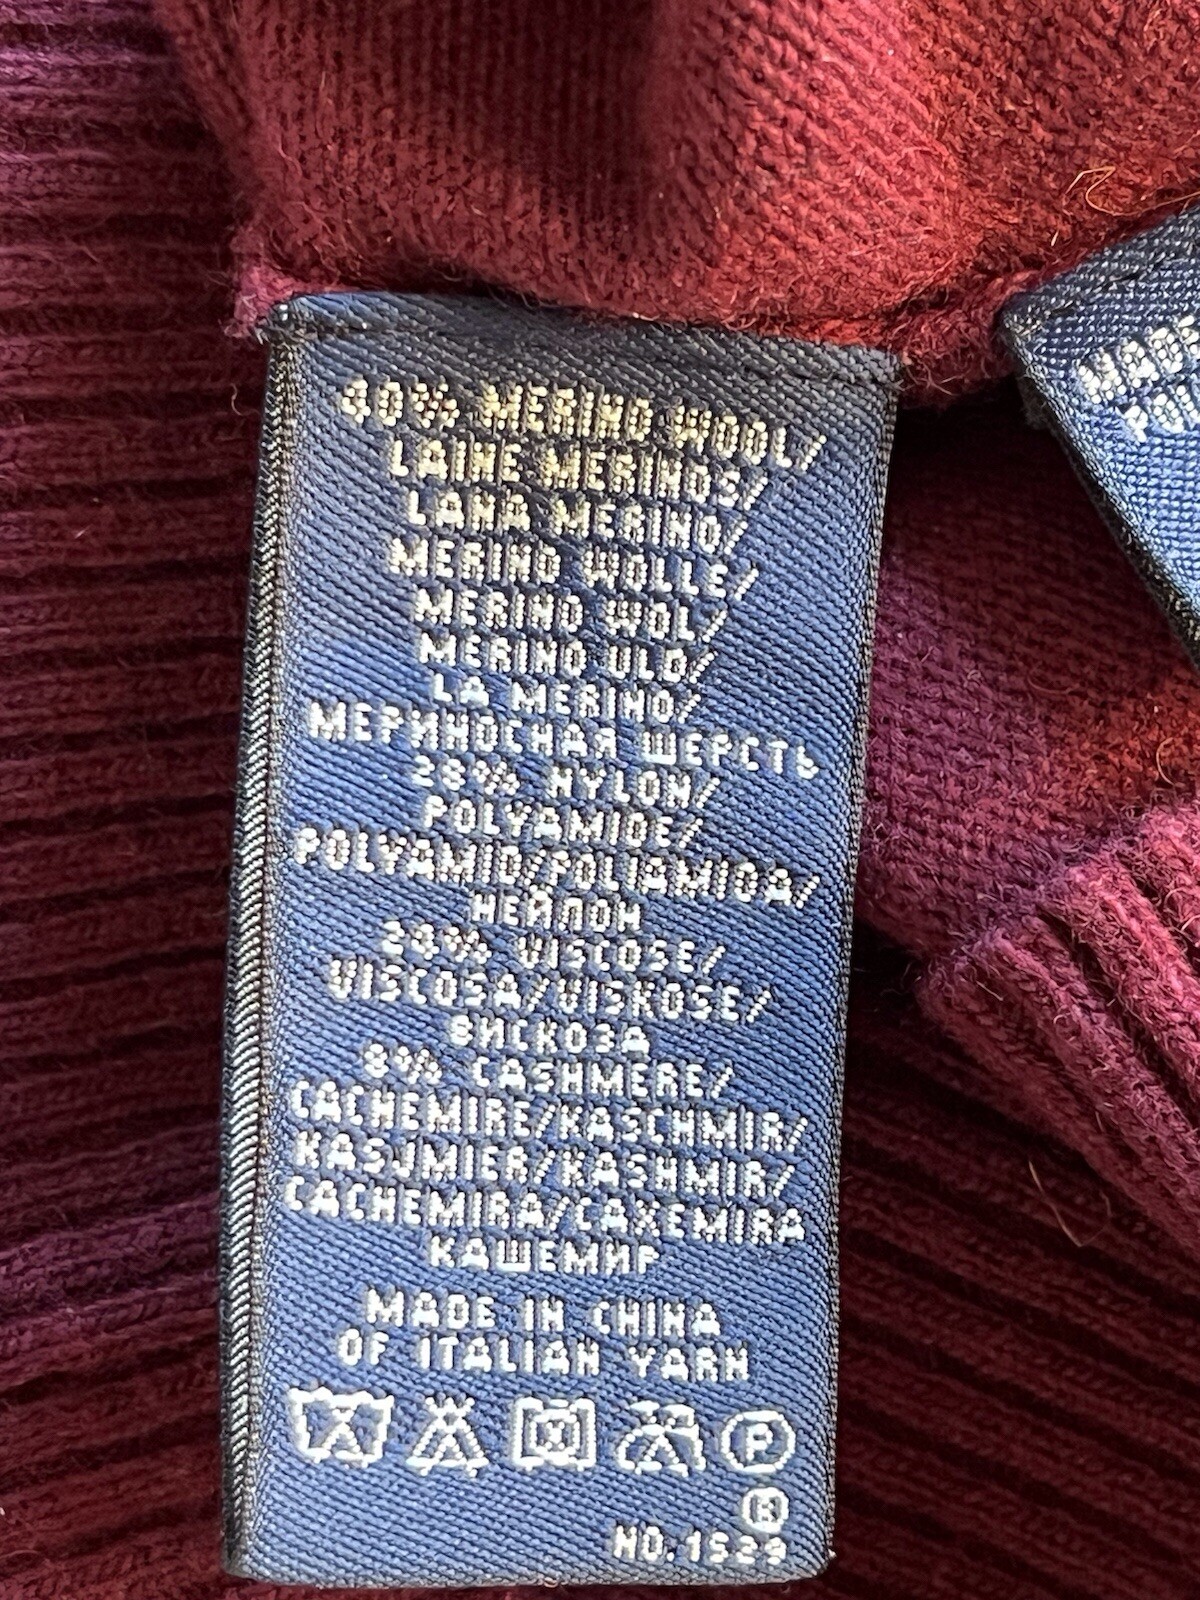 40% MERINO WOOL/
LAINE MERINOS/
LANA MERINO/
MERINO WOLLE/
MERINO WOL/
MERINO ULD/
LA MERINO/
МЕРИНОСНАЯ ШЕРСТЬ
28% NYLON/
POLYAMIDE/
POLYAMID/POLIAMIDA/
НЕЙЛОН
23% VISCOSE/
VISCOSA/VISKOSE/
ВИСКОЗА
8% CASHMERE/
CACHEMIRE/KASCHMIR/
KASJMIER/KASHMIR/
CACHEMIRA/CAXEMIRA
КАШЕМИР
MADE IN CHINA
OF ITALIAN YARN
P
®
NO.1529